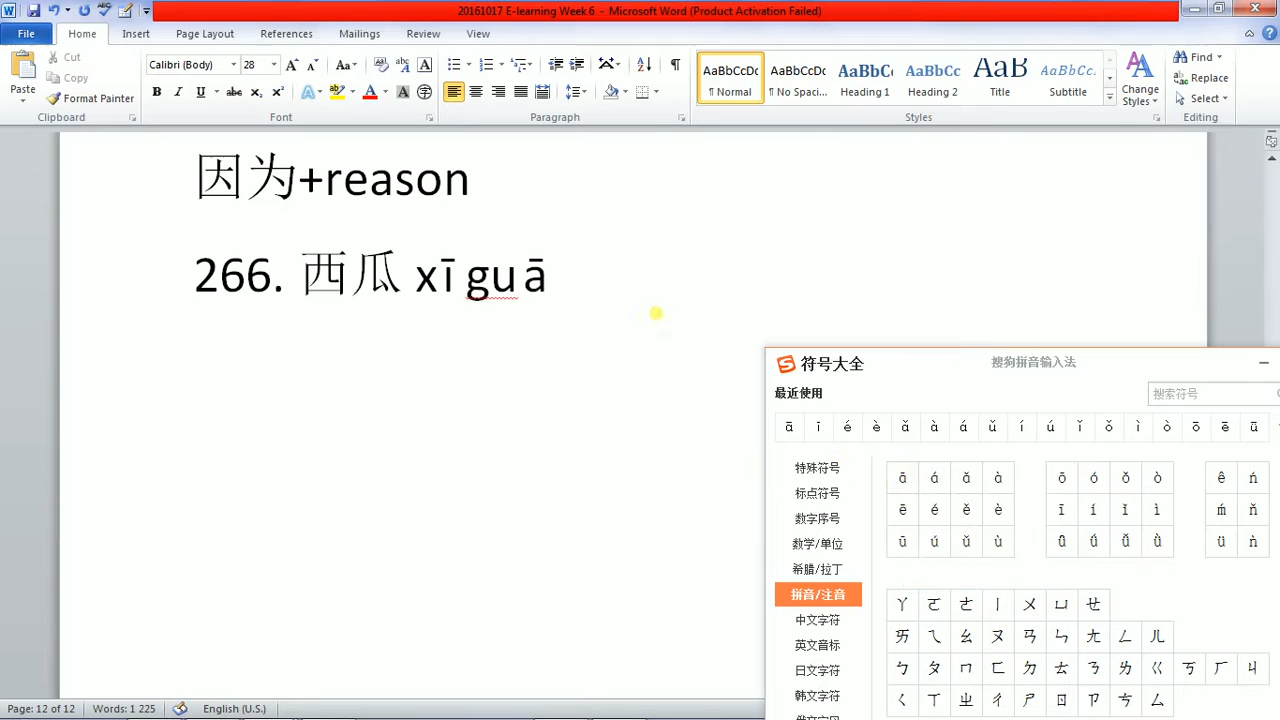 20161017 E-learning Week 6 - Microsoft Word (Product Activation Failed)
File Home Insert Page Layout References Mailings Review View
Paste Cut Copy Format Painter Clipboard
Calibri (Body) 28 Font
Paragraph
AaBbCcDc AaBbCcDc AaBbCc AaBbCc AaB AaBbCcDc
¶ Normal ¶ No Spaci... Heading 1 Heading 2 Title Subtitle
Change Styles Styles
Find Replace Select Editing
因为+reason
266. 西瓜 xī guā
符号大全 搜狗拼音输入法
最近使用 搜索符号
ā ī é è ǎ à á ǔ í ú ǐ ǒ ì ò ō ē ū
特殊符号
标点符号
数字序号
数学/单位
希腊/拉丁
拼音/注音
中文字符
英文音标
日文字符
韩文字符
ā á ǎ à ō ó ǒ ò ê ń
ē é ě è ī í ǐ ì ḿ ň
ū ú ǔ ù ǖ ǘ ǚ ǜ ü ǹ
ㄚ ㄛ ㄜ ㄧ ㄨ ㄩ ㄝ
ㄞ ㄟ ㄠ ㄡ ㄢ ㄣ ㄤ ㄥ ㄦ
ㄅ ㄆ ㄇ ㄈ ㄉ ㄊ ㄋ ㄌ ㄍ ㄎ ㄏ ㄐ
ㄑ ㄒ ㄓ ㄔ ㄕ ㄖ ㄗ ㄘ ㄙ
Page: 12 of 12 Words: 1 225 English (U.S.)